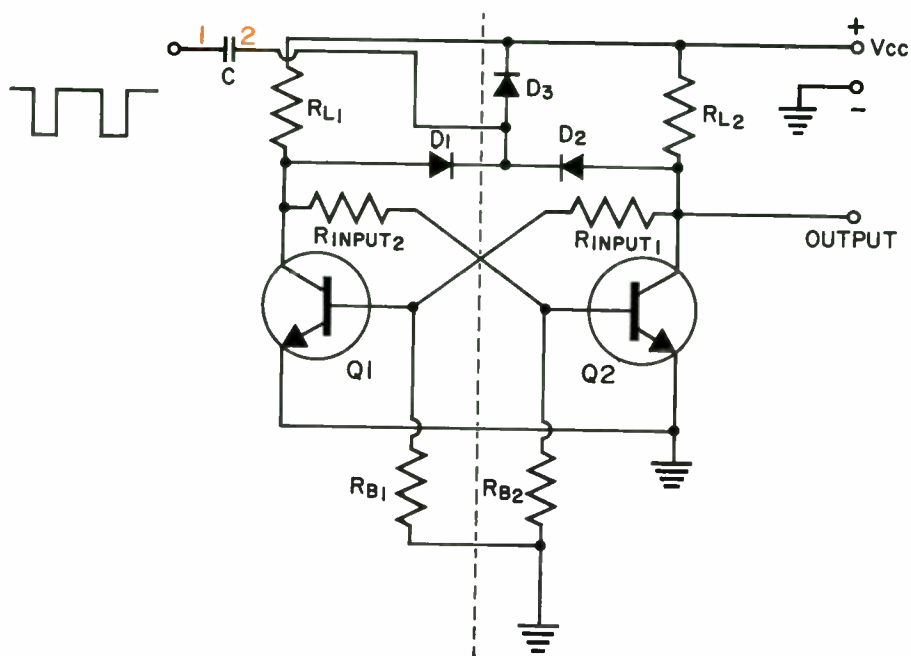 1 2
C
+
Vcc
-
RL1
D3
RL2
D1
D2
RINPUT2
RINPUT1
OUTPUT
Q1
Q2
RB1
RB2